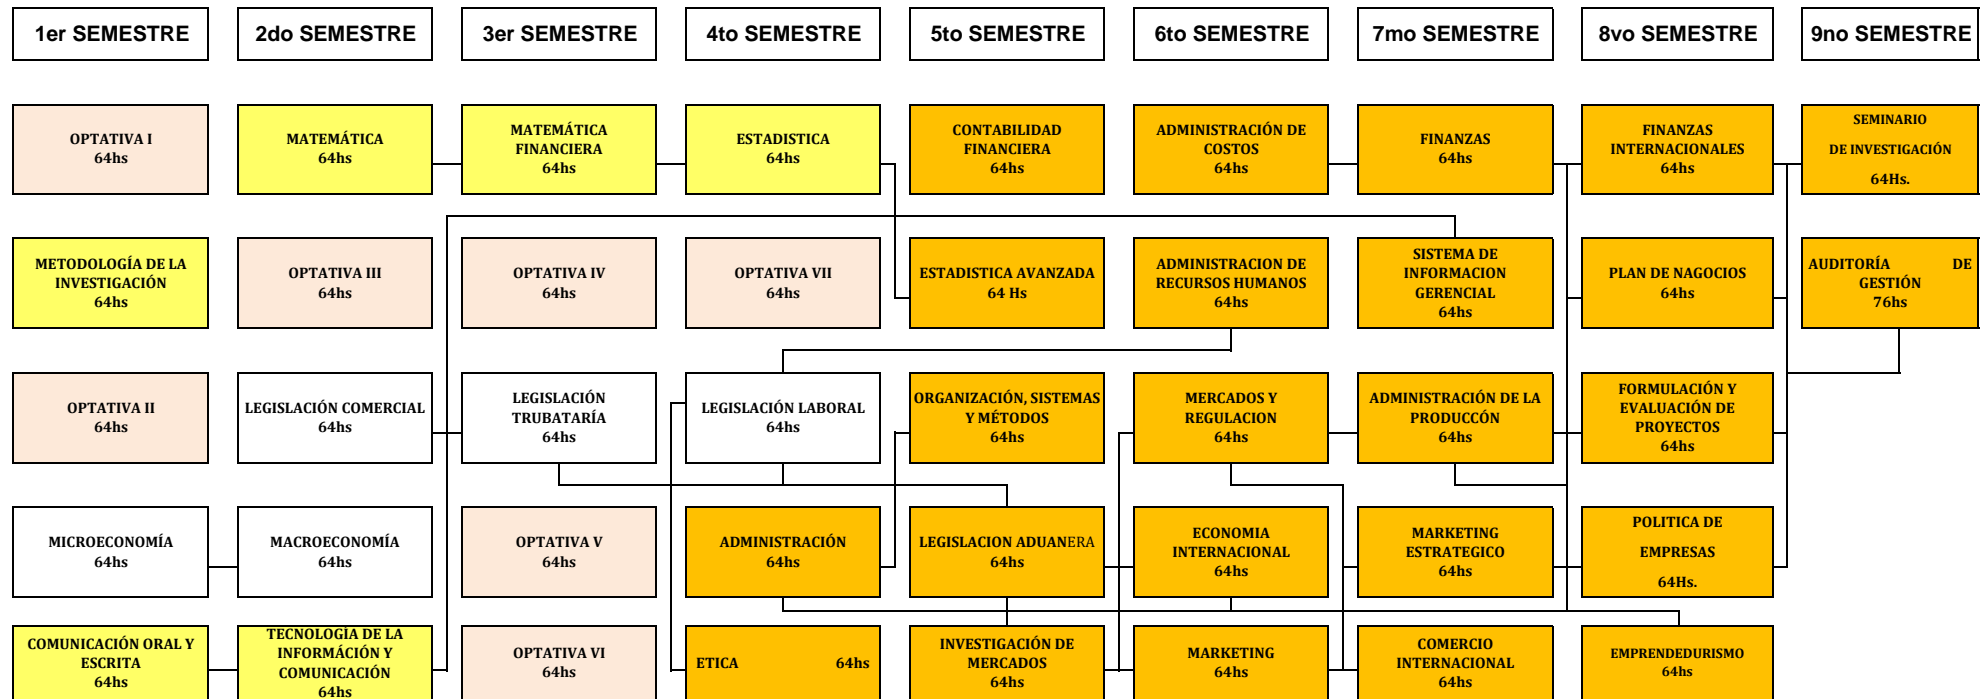 1er SEMESTRE
2do SEMESTRE
3er SEMESTRE
4to SEMESTRE
5to SEMESTRE
6to SEMESTRE
7mo SEMESTRE
8vo SEMESTRE
9no SEMESTRE
OPTATIVA I
64hs
MATEMÁTICA
64hs
MATEMÁTICA
FINANCIERA
64hs
ESTADISTICA
64hs
CONTABILIDAD
FINANCIERA
64hs
ADMINISTRACIÓN DE
COSTOS
64hs
FINANZAS
64hs
FINANZAS
INTERNACIONALES
64hs
SEMINARIO
DE INVESTIGACIÓN
64Hs.
METODOLOGÍA DE LA
INVESTIGACIÓN
64hs
OPTATIVA III
64hs
OPTATIVA IV
64hs
OPTATIVA VII
64hs
ESTADISTICA AVANZADA
64 Hs
ADMINISTRACION DE
RECURSOS HUMANOS
64hs
SISTEMA DE
INFORMACION
GERENCIAL
64hs
PLAN DE NAGOCIOS
64hs
AUDITORÍA DE
GESTIÓN
76hs
OPTATIVA II
64hs
LEGISLACIÓN COMERCIAL
64hs
LEGISLACIÓN
TRUBATARÍA
64hs
LEGISLACIÓN LABORAL
64hs
ORGANIZACIÓN, SISTEMAS
Y MÉTODOS
64hs
MERCADOS Y
REGULACION
64hs
ADMINISTRACIÓN DE LA
PRODUCCÓN
64hs
FORMULACIÓN Y
EVALUACIÓN DE
PROYECTOS
64hs
MICROECONOMÍA
64hs
MACROECONOMÍA
64hs
OPTATIVA V
64hs
ADMINISTRACIÓN
64hs
LEGISLACION ADUANERA
64hs
ECONOMIA
INTERNACIONAL
64hs
MARKETING
ESTRATEGICO
64hs
POLITICA DE
EMPRESAS
64Hs.
COMUNICACIÓN ORAL Y
ESCRITA
64hs
TECNOLOGÍA DE LA
INFORMÁCIÓN Y
COMUNICACIÓN
64hs
OPTATIVA VI
64hs
ETICA 64hs
INVESTIGACIÓN DE
MERCADOS
64hs
MARKETING
64hs
COMERCIO
INTERNACIONAL
64hs
EMPRENDEDURISMO
64hs